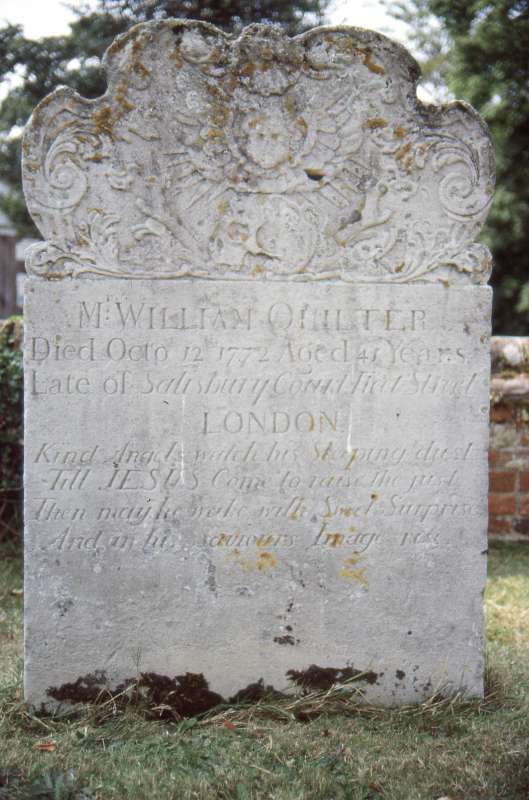 Mr. WILLIAM QUILTER
Died Octo. 12th 1772 Aged 41 Years.
Late of Salisbury Court Fleet Street
LONDON
Kind Angels watch his Sleeping dust
Till JESUS Come to raise the just
Then may he wake with Sweet Surprise
And in his Saviours Image rise